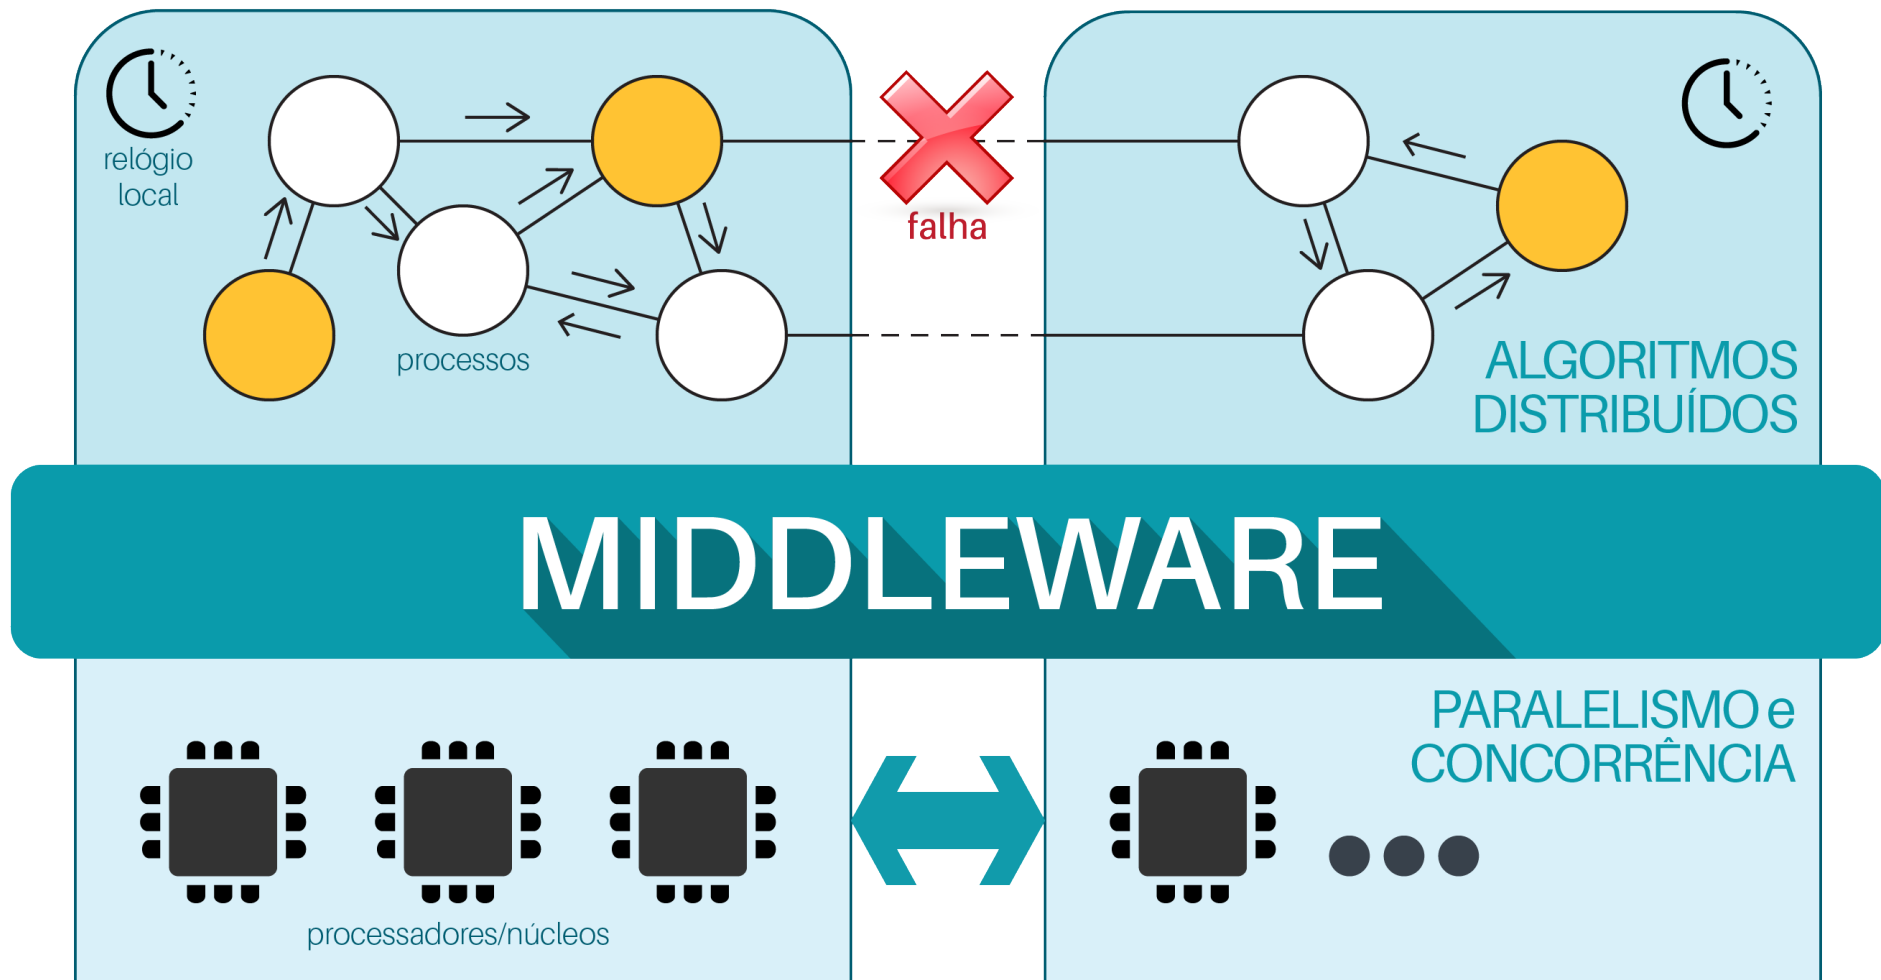 relógio
local
falha
processos
ALGORITMOS
DISTRIBUÍDOS
MIDDLEWARE
PARALELISMO e
CONCORRÊNCIA
processadores/núcleos